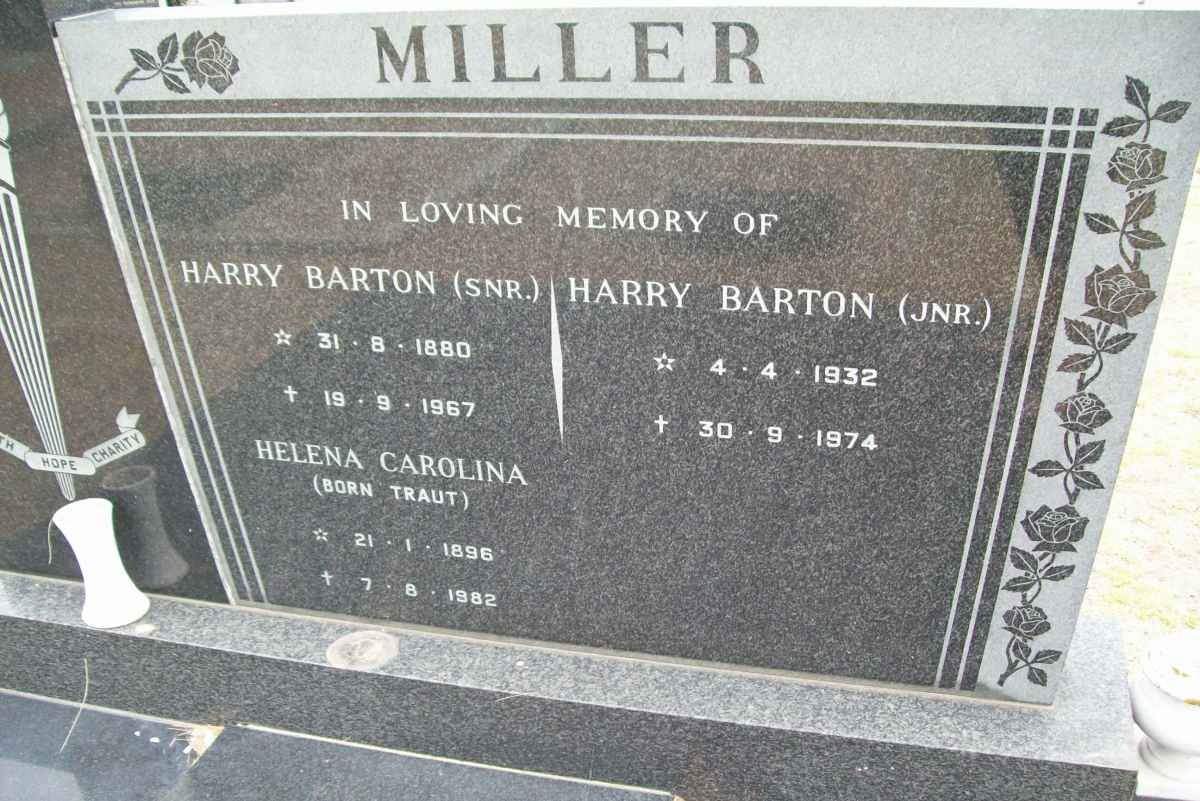 MILLER
IN LOVING MEMORY OF
HARRY BARTON (SNR.)
☆ 31 · 8 · 1880
† 19 · 9 · 1967
HELENA CAROLINA
(BORN TRAUT)
☆ 21 · 1 · 1896
† 7 · 8 · 1982
HARRY BARTON (JNR.)
☆ 4 · 4 · 1932
† 30 · 9 · 1974
HOPE
CHARITY